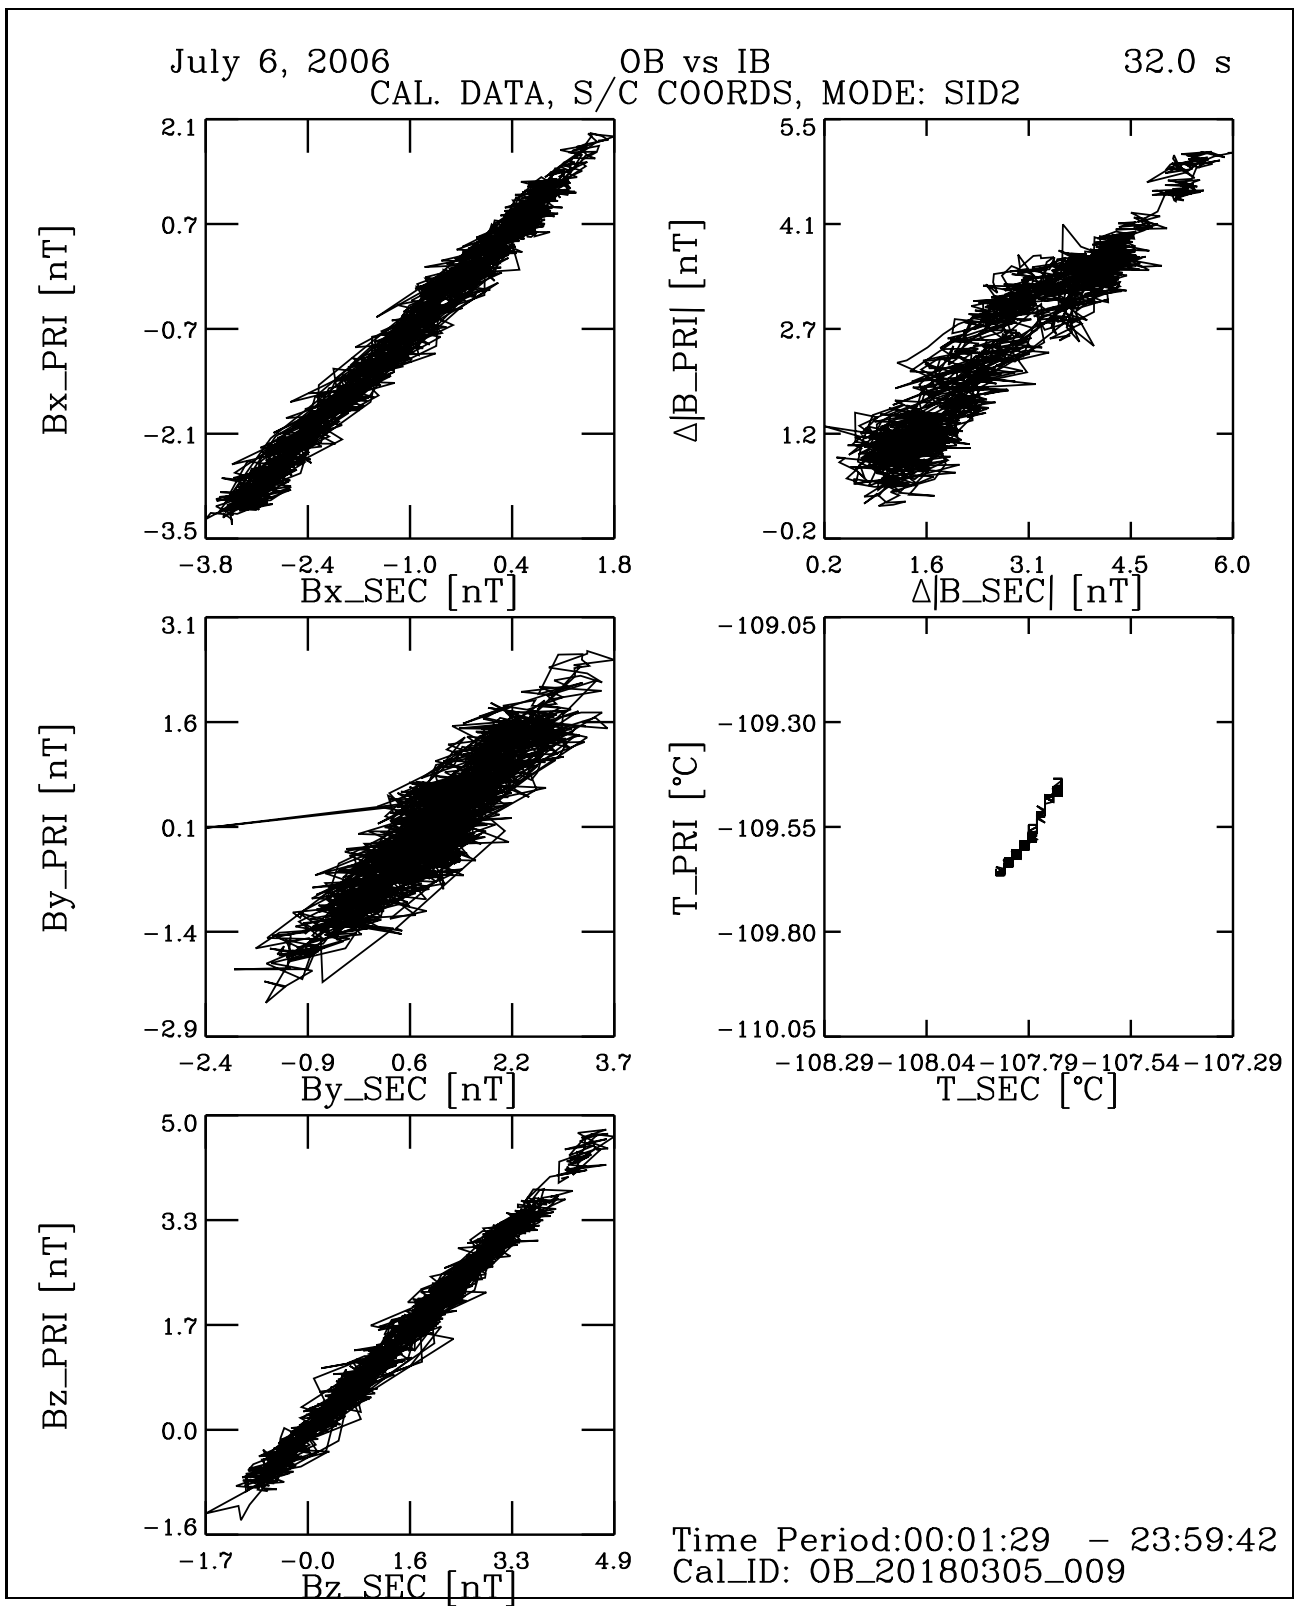 July 6, 2006 OB vs IB 32.0 s
CAL. DATA, S/C COORDS, MODE: SID2
2.1
0.7
-0.7
-2.1
-3.5
Bx_PRI [nT]
-3.8 -2.4 -1.0 0.4 1.8
Bx_SEC [nT]
5.5
4.1
2.7
1.2
-0.2
Δ|B_PRI| [nT]
0.2 1.6 3.1 4.5 6.0
Δ|B_SEC| [nT]
3.1
1.6
0.1
-1.4
-2.9
By_PRI [nT]
-2.4 -0.9 0.6 2.2 3.7
By_SEC [nT]
-109.05
-109.30
-109.55
-109.80
-110.05
T_PRI [°C]
-108.29 -108.04 -107.79 -107.54 -107.29
T_SEC [°C]
5.0
3.3
1.7
0.0
-1.6
Bz_PRI [nT]
-1.7 -0.0 1.6 3.3 4.9
Bz_SEC [nT]
Time Period:00:01:29 - 23:59:42
Cal_ID: OB_20180305_009